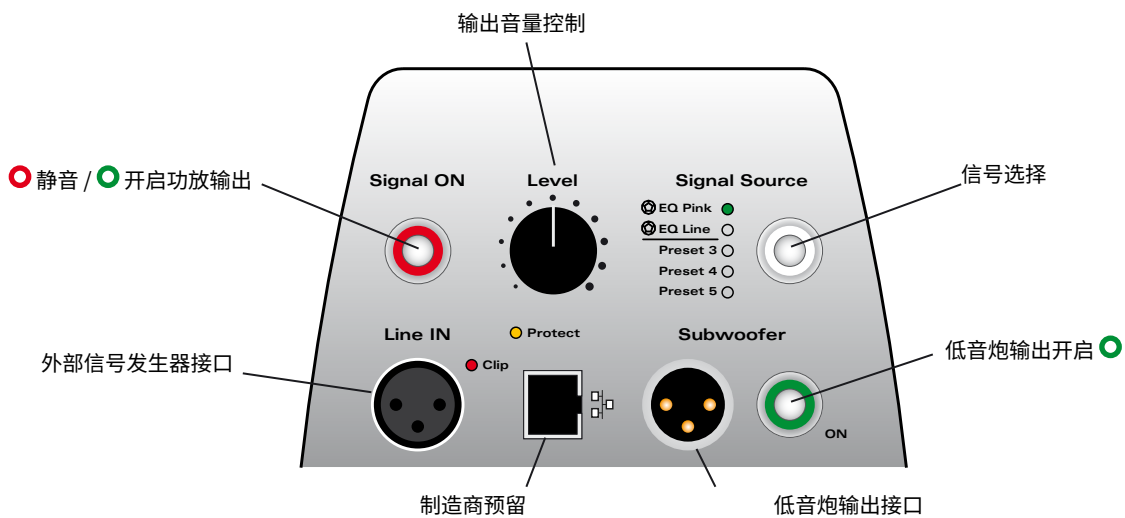 输出音量控制
静音 / 开启功放输出
Signal ON
Level
Signal Source
信号选择
EQ Pink
EQ Line
Preset 3
Preset 4
Preset 5
Line IN
Protect
Subwoofer
外部信号发生器接口
Clip
低音炮输出开启
ON
制造商预留
低音炮输出接口